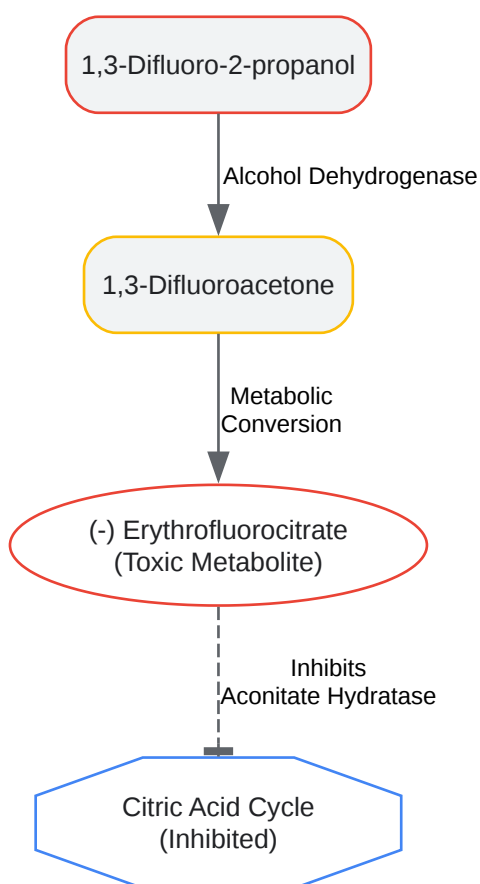 1,3-Difluoro-2-propanol
Alcohol Dehydrogenase
1,3-Difluoroacetone
Metabolic
Conversion
(-) Erythrofluorocitrate
(Toxic Metabolite)
Inhibits
Aconitate Hydratase
Citric Acid Cycle
(Inhibited)